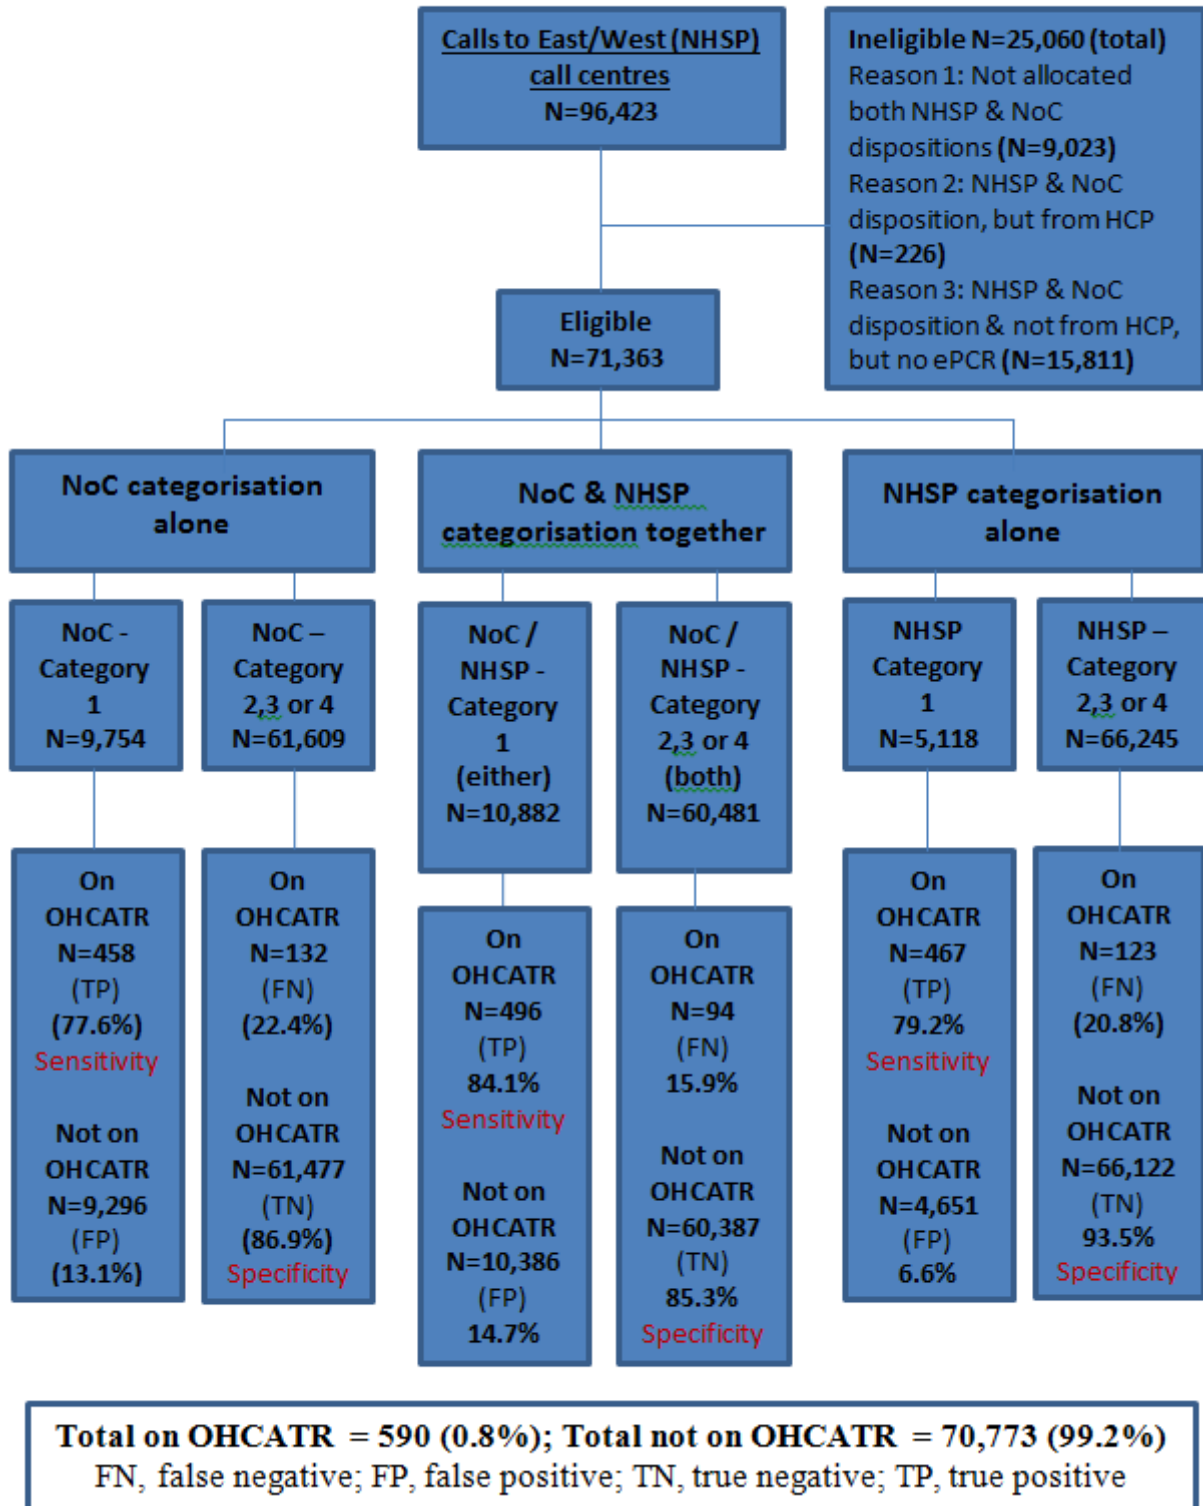 Calls to East/West (NHSP)
call centres
N=96,423
Ineligible N=25,060 (total)
Reason 1: Not allocated
both NHSP & NoC
dispositions (N=9,023)
Reason 2: NHSP & NoC
disposition, but from HCP
(N=226)
Reason 3: NHSP & NoC
disposition & not from HCP,
but no ePCR (N=15,811)
Eligible
N=71,363
NoC categorisation
alone
NoC & NHSP
categorisation together
NHSP categorisation
alone
NoC -
Category
1
N=9,754
NoC –
Category
2,3 or 4
N=61,609
NoC /
NHSP -
Category
1
(either)
N=10,882
NoC /
NHSP -
Category
2,3 or 4
(both)
N=60,481
NHSP
Category
1
N=5,118
NHSP –
Category
2,3 or 4
N=66,245
On
OHCATR
N=458
(TP)
(77.6%)
Sensitivity
Not on
OHCATR
N=9,296
(FP)
(13.1%)
On
OHCATR
N=132
(FN)
(22.4%)
Not on
OHCATR
N=61,477
(TN)
(86.9%)
Specificity
On
OHCATR
N=496
(TP)
84.1%
Sensitivity
Not on
OHCATR
N=10,386
(FP)
14.7%
On
OHCATR
N=94
(FN)
15.9%
Not on
OHCATR
N=60,387
(TN)
85.3%
Specificity
On
OHCATR
N=467
(TP)
79.2%
Sensitivity
Not on
OHCATR
N=4,651
(FP)
6.6%
On
OHCATR
N=123
(FN)
(20.8%)
Not on
OHCATR
N=66,122
(TN)
93.5%
Specificity
Total on OHCATR = 590 (0.8%); Total not on OHCATR = 70,773 (99.2%)
FN, false negative; FP, false positive; TN, true negative; TP, true positive